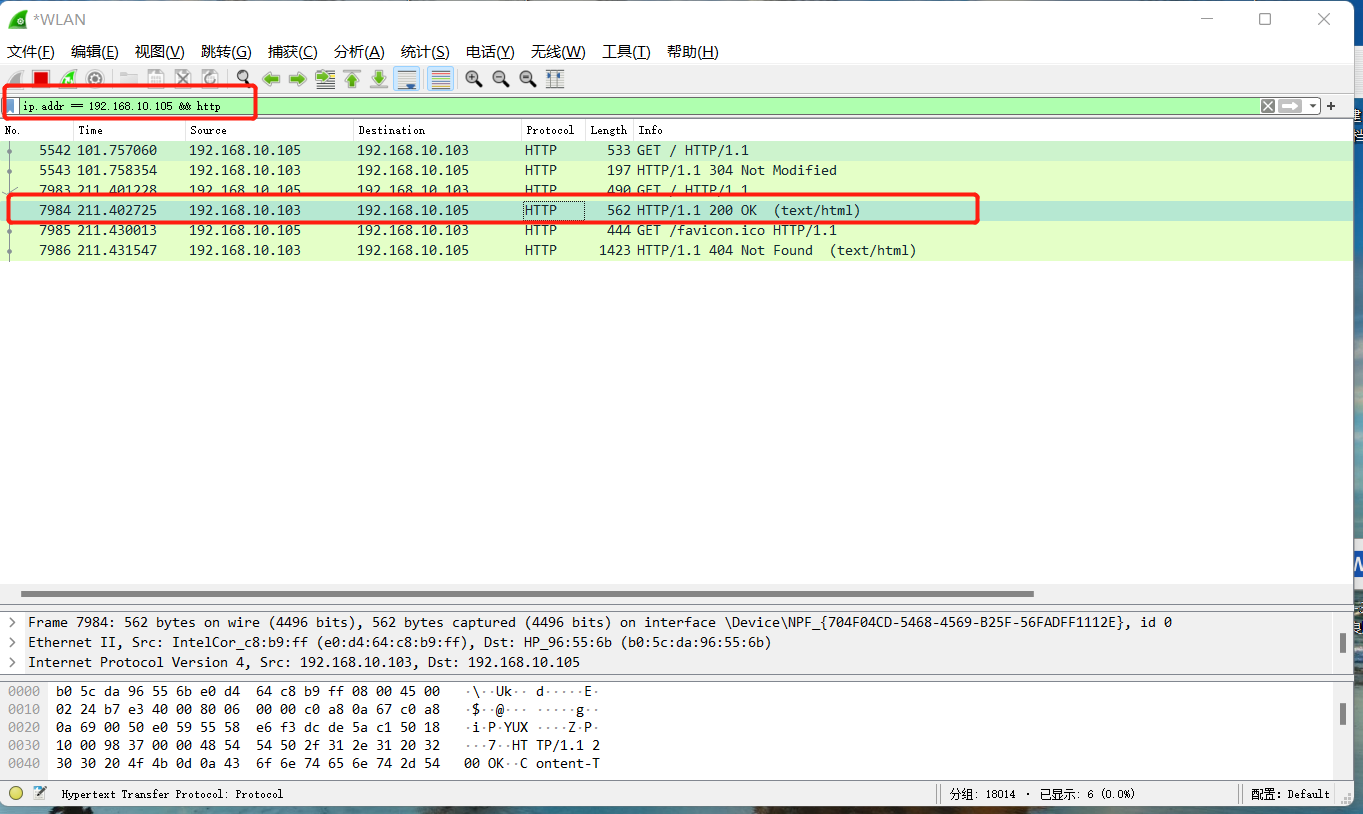 *WLAN
文件(F) 编辑(E) 视图(V) 跳转(G) 捕获(C) 分析(A) 统计(S) 电话(Y) 无线(W) 工具(T) 帮助(H)
ip.addr == 192.168.10.105 && http
No. Time Source Destination Protocol Length Info
5542 101.757060 192.168.10.105 192.168.10.103 HTTP 533 GET / HTTP/1.1
5543 101.758354 192.168.10.103 192.168.10.105 HTTP 197 HTTP/1.1 304 Not Modified
7983 211.401228 192.168.10.105 192.168.10.103 HTTP 490 GET / HTTP/1.1
7984 211.402725 192.168.10.103 192.168.10.105 HTTP 562 HTTP/1.1 200 OK (text/html)
7985 211.430013 192.168.10.105 192.168.10.103 HTTP 444 GET /favicon.ico HTTP/1.1
7986 211.431547 192.168.10.103 192.168.10.105 HTTP 1423 HTTP/1.1 404 Not Found (text/html)
Frame 7984: 562 bytes on wire (4496 bits), 562 bytes captured (4496 bits) on interface \Device\NPF_{704F04CD-5468-4569-B25F-56FADFF1112E}, id 0
Ethernet II, Src: IntelCor_c8:b9:ff (e0:d4:64:c8:b9:ff), Dst: HP_96:55:6b (b0:5c:da:96:55:6b)
Internet Protocol Version 4, Src: 192.168.10.103, Dst: 192.168.10.105
0000 b0 5c da 96 55 6b e0 d4 64 c8 b9 ff 08 00 45 00 ·\··Uk·· d·····E·
0010 02 24 b7 e3 40 00 80 06 00 00 c0 a8 0a 67 c0 a8 ·$··@··· ·····g··
0020 0a 69 00 50 e0 59 55 58 e6 f3 dc de 5a c1 50 18 ·i·P·YUX ····Z·P·
0030 10 00 98 37 00 00 48 54 54 50 2f 31 2e 31 20 32 ···7··HT TP/1.1 2
0040 30 30 20 4f 4b 0d 0a 43 6f 6e 74 65 6e 74 2d 54 00 OK··C ontent-T
Hypertext Transfer Protocol: Protocol 分组: 18014 · 已显示: 6 (0.0%) 配置: Default